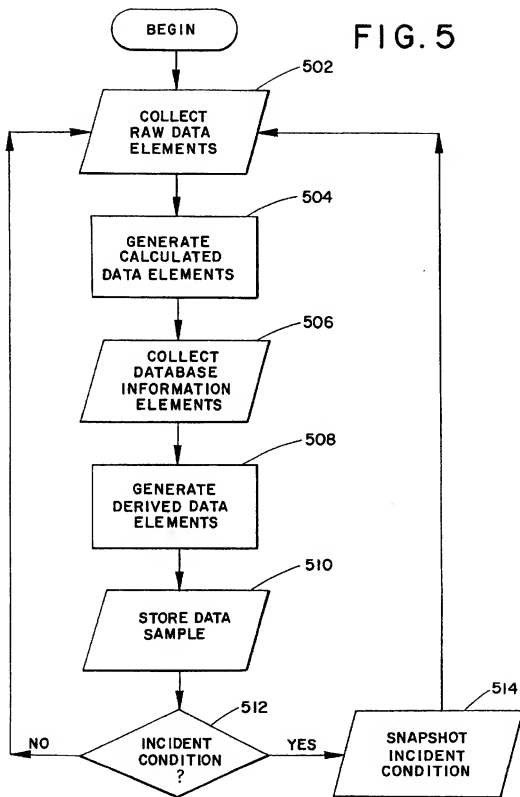 BEGIN
FIG. 5
502
COLLECT
RAW DATA
ELEMENTS
504
GENERATE
CALCULATED
DATA ELEMENTS
506
COLLECT
DATABASE
INFORMATION
ELEMENTS
508
GENERATE
DERIVED DATA
ELEMENTS
510
STORE DATA
SAMPLE
512
NO
INCIDENT
CONDITION
?
YES
514
SNAPSHOT
INCIDENT
CONDITION